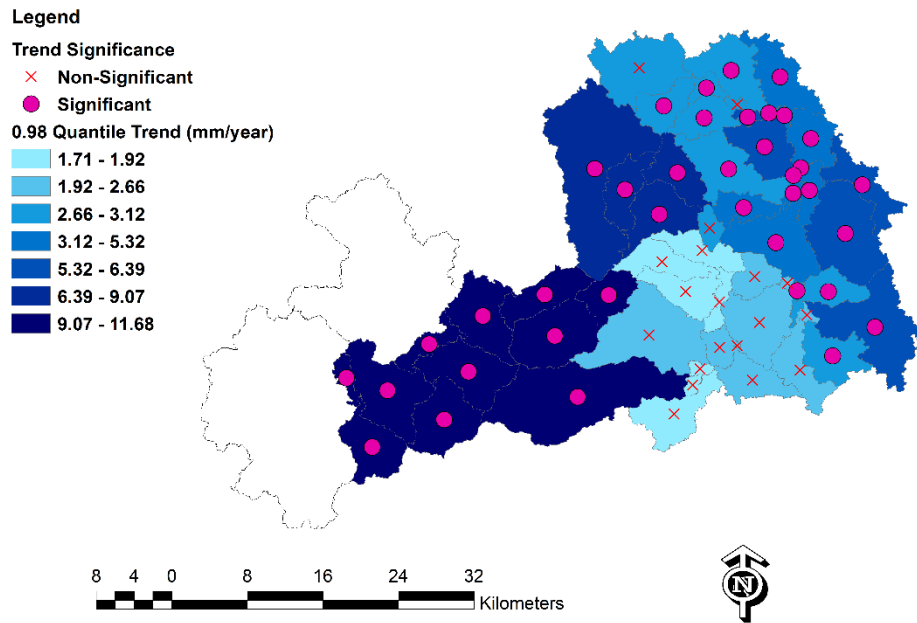 Legend
Trend Significance
Non-Significant
Significant
0.98 Quantile Trend (mm/year)
1.71 - 1.92
1.92 - 2.66
2.66 - 3.12
3.12 - 5.32
5.32 - 6.39
6.39 - 9.07
9.07 - 11.68
8 4 0 8 16 24 32
Kilometers
N